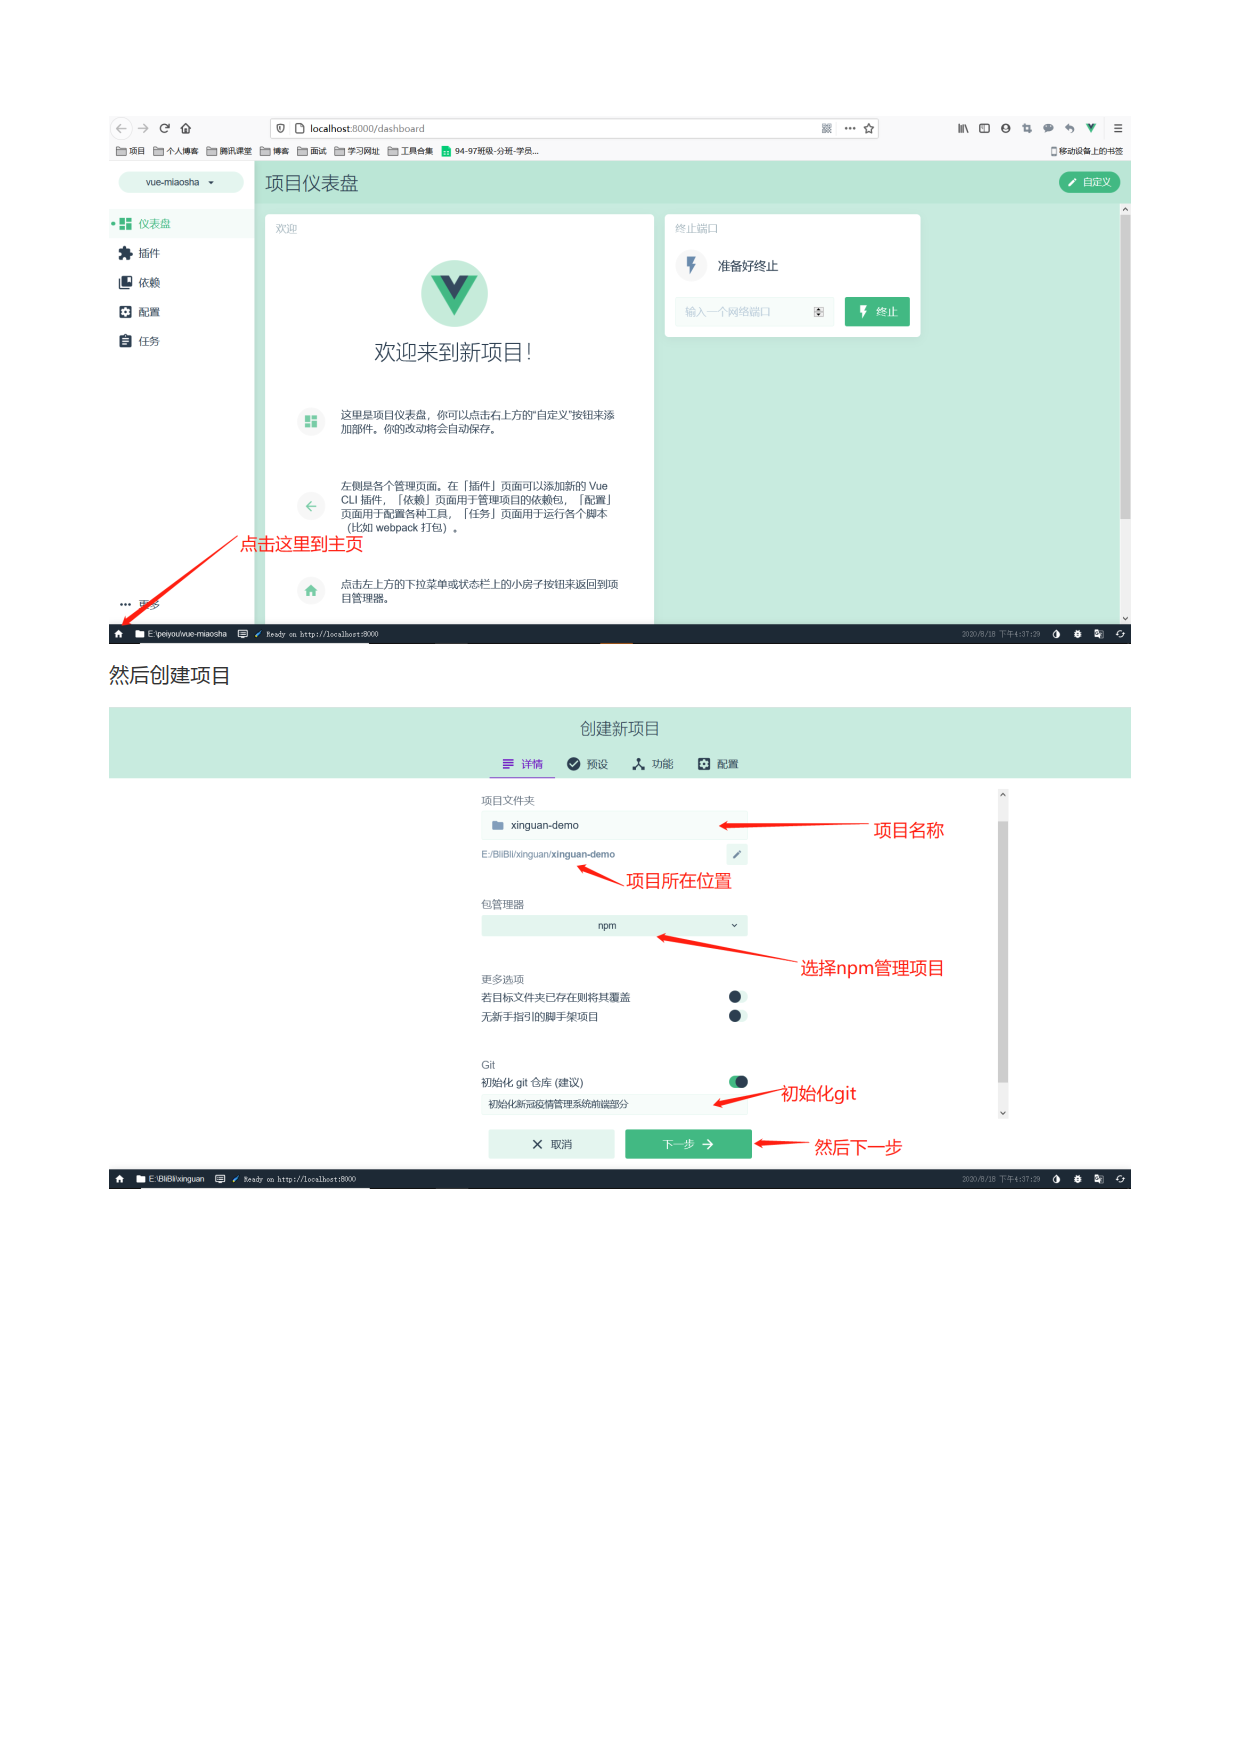 localhost:8000/dashboard
项目 个人博客 腾讯课堂 博客 面试 学习网址 工具合集 94-97班级-分班-学员... 移动设备上的书签
vue-miaosha 项目仪表盘 自定义
仪表盘
插件
依赖
配置
任务
欢迎
欢迎来到新项目！
这里是项目仪表盘，你可以点击右上方的“自定义”按钮来添
加部件。你的改动将会自动保存。
左侧是各个管理页面。在「插件」页面可以添加新的 Vue
CLI 插件，「依赖」页面用于管理项目的依赖包，「配置」
页面用于配置各种工具，「任务」页面用于运行各个脚本
（比如 webpack 打包）。
点击左上方的下拉菜单或状态栏上的小房子按钮来返回到项
目管理器。
终止端口
准备好终止
输入一个网络端口 终止
点击这里到主页
更多
E:\peiyou\vue-miaosha Ready on http://localhost:8000 2020/8/18 下午4:37:29
然后创建项目
创建新项目
详情 预设 功能 配置
项目文件夹
xinguan-demo
项目名称
E:/BliBli/xinguan/xinguan-demo
项目所在位置
包管理器
npm
选择npm管理项目
更多选项
若目标文件夹已存在则将其覆盖
无新手指引的脚手架项目
Git
初始化 git 仓库 (建议)
初始化git
初始化新冠疫情管理系统前端部分
取消 下一步
然后下一步
E:\BliBli\xinguan Ready on http://localhost:8000 2020/8/18 下午4:37:29